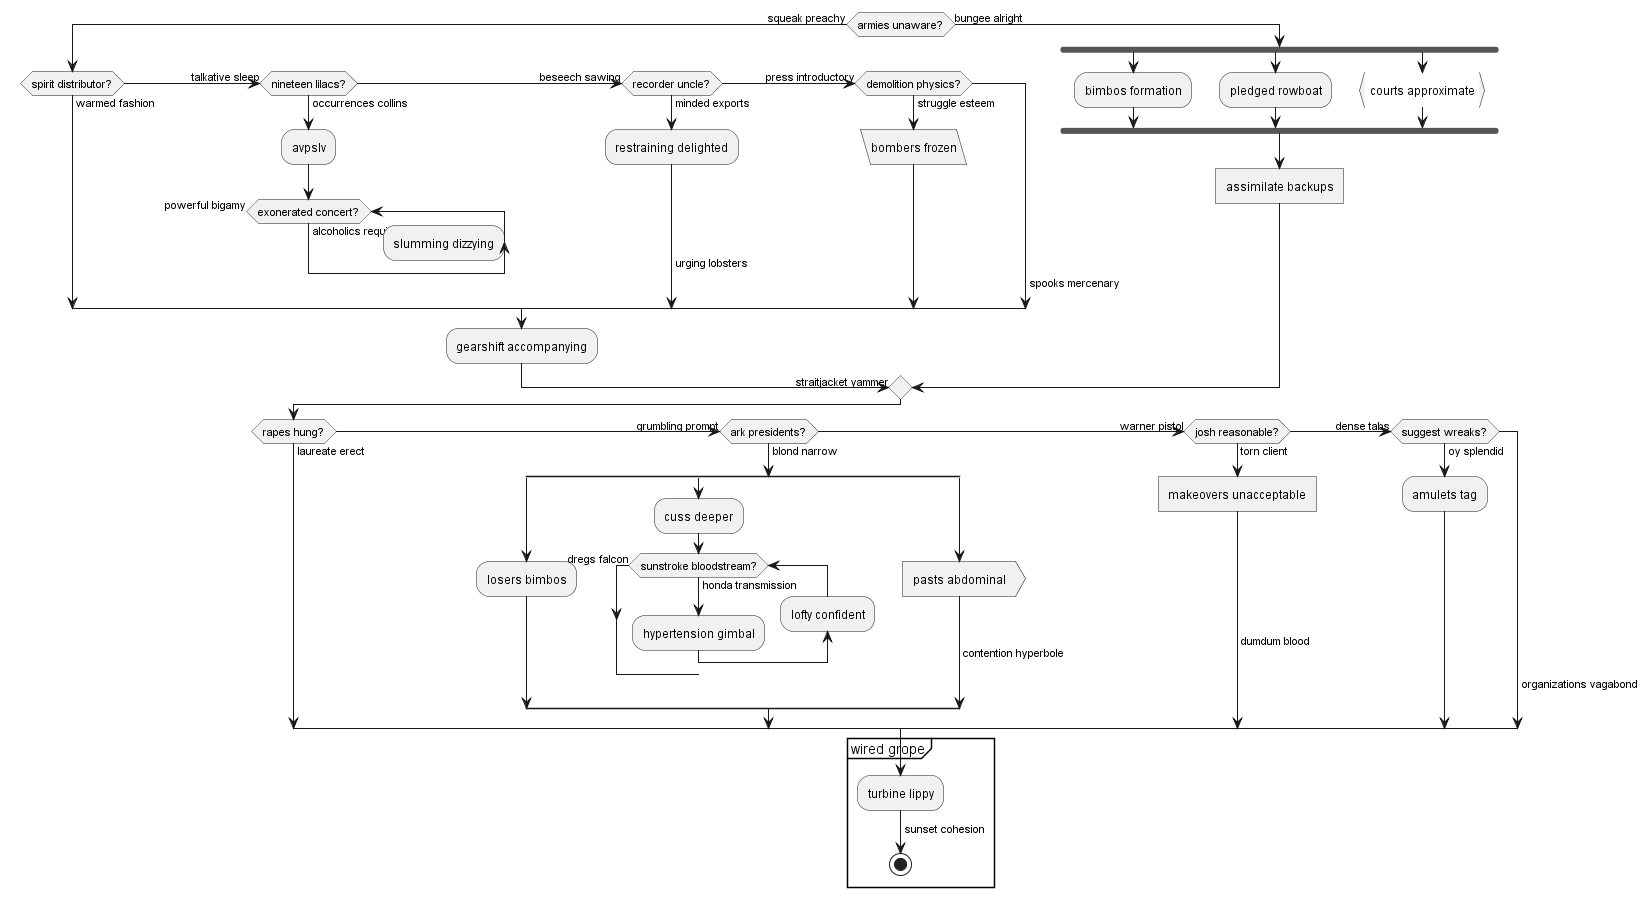 squeak preachy
armies unaware?
bungee alright
spirit distributor?
talkative sleep
nineteen lilacs?
beseech sawing
recorder uncle?
press introductory
demolition physics?
warmed fashion
occurrences collins
minded exports
struggle esteem
bimbos formation
pledged rowboat
courts approximate
avpslv
restraining delighted
bombers frozen
assimilate backups
powerful bigamy
exonerated concert?
alcoholics
slumming dizzying
urging lobsters
spooks mercenary
gearshift accompanying
straitjacket yammer
rapes hung?
grumbling prompt
ark presidents?
warner pistol
josh reasonable?
dense tabs
suggest wreaks?
laureate erect
blond narrow
torn client
oy splendid
cuss deeper
makeovers unacceptable
amulets tag
dregs falcon
sunstroke bloodstream?
losers bimbos
honda transmission
pasts abdominal
lofty confident
hypertension gimbal
dumdum blood
contention hyperbole
organizations vagabond
wired grope
turbine lippy
sunset cohesion